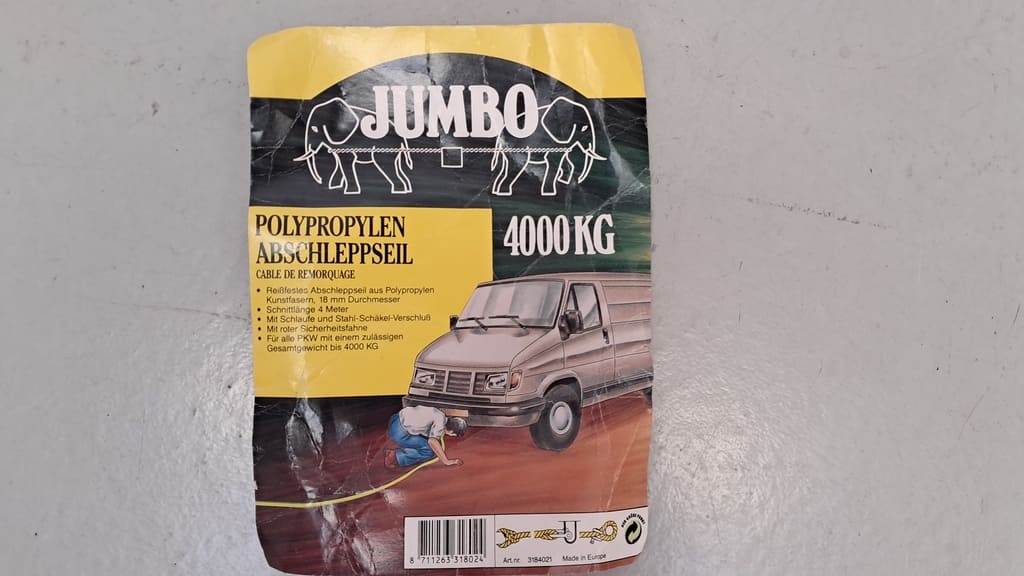 JUMBO
POLYPROPYLEN
ABSCHLEPPSEIL
CABLE DE REMORQUAGE
• Reißfestes Abschleppseil aus Polypropylen
Kunstfasern, 18 mm Durchmesser
• Schnittlänge 4 Meter
• Mit Schlaufe und Stahl-Schäkel-Verschluß
• Mit roter Sicherheitsfahne
• Für alle PKW mit einem zulässigen
Gesamtgewicht bis 4000 KG
4000 KG
8 711263 318024
JJ
Art.nr. 3184021 Made in Europe